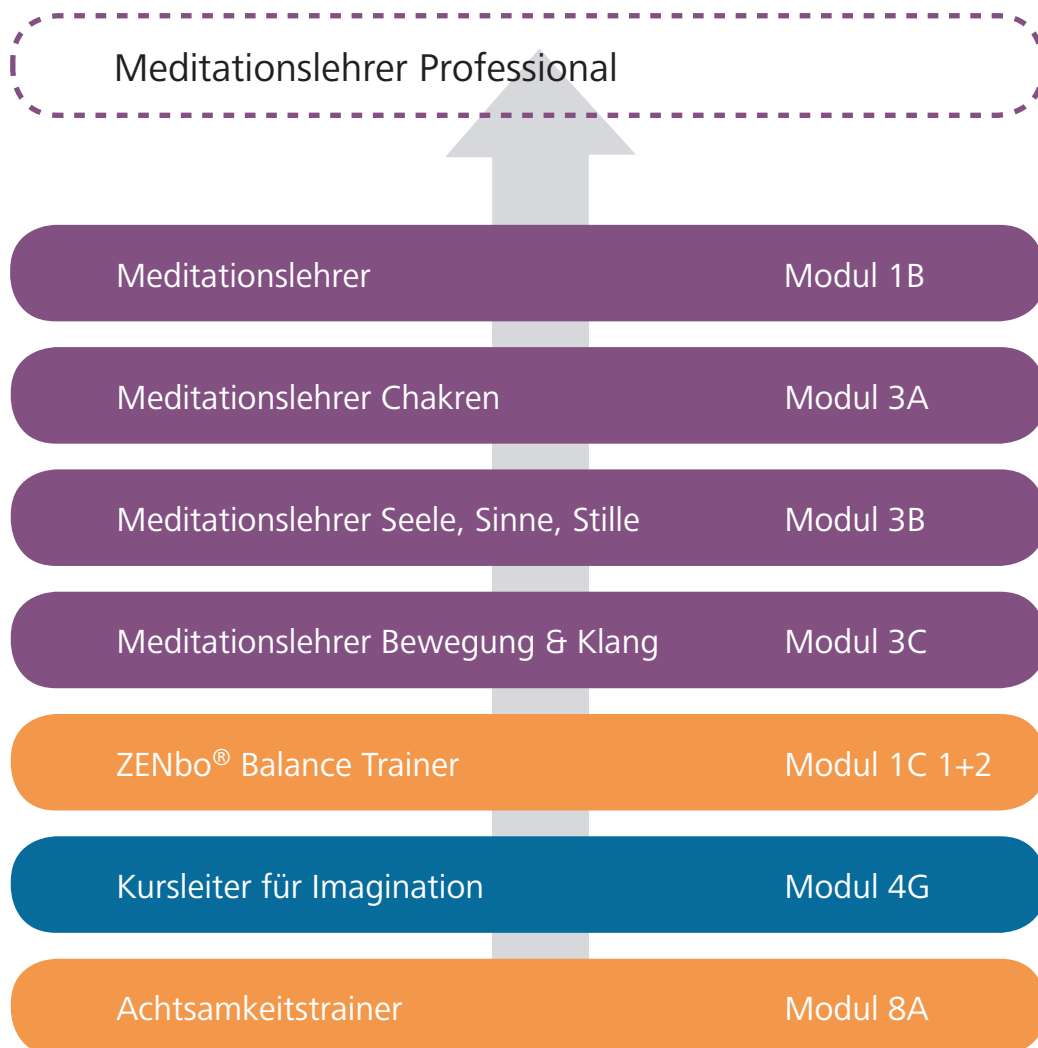 Meditationslehrer Professional
Meditationslehrer Modul 1B
Meditationslehrer Chakren Modul 3A
Meditationslehrer Seele, Sinne, Stille Modul 3B
Meditationslehrer Bewegung & Klang Modul 3C
ZENbo® Balance Trainer Modul 1C 1+2
Kursleiter für Imagination Modul 4G
Achtsamkeitstrainer Modul 8A